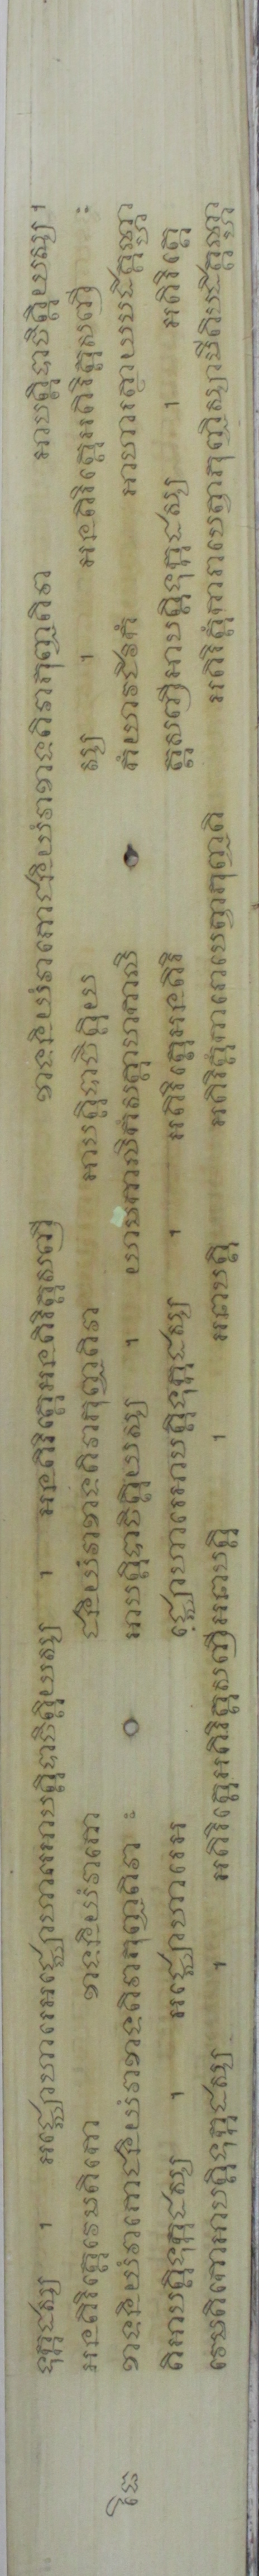 ទុក្កដស្ស ។ អជ្ឈោហារេអជ្ឈោហារេអាបត្តិបាចិត្តិយស្ស ។ អនតិរិត្តេអនតិរិត្តសញ្ញី ខាទនីយំវាភោជនីយំវាខាទតិវាភុញ្ជតិវា អាបត្តិបាចិត្តិយស្ស។
អនតិរិត្តេវេមតិកោ ខាទនីយំវាភោ ជនីយំវាខាទតិវាភុញ្ជតិវា អាបត្តិបាចិត្តិយ ស្ស ។ អនតិរិត្តេអតិរិត្តសញ្ញី ៈ
ខាទនីយំវាភោជនីយំវាខាទតិវាភុញ្ជតិវា ៈ អាបត្តិបាចិត្តិយស្ស ។ យាមកាលិកំសត្តាហកាលិ កំយាវជីវកំ អាហារត្ថាយបដិគ្គណ្ហា
តិអាបត្តិទុក្កដស្ស ។ អជ្ឈោហារេអ ជ្ឈោហារេអាបត្តិទុក្កដស្ស ។ អតិរិត្តេអនតិរិ ត្តសញ្ញីអាបត្តិទុក្កដស្ស ។ អតិរិត្តេ
វេមតិកោអាបត្តិទុក្កដស្ស ។ អតិរិត្តេអតិរិត្តសញ្ញីអនាបត្តិ ។ អនាបត្តិ អតិរិត្តំការាបេត្វាភុញ្ជតិ អតិរិត្តំការាបេត្វាភុញ្ជិស្សាមីតិបដិគ្គណ្ហា